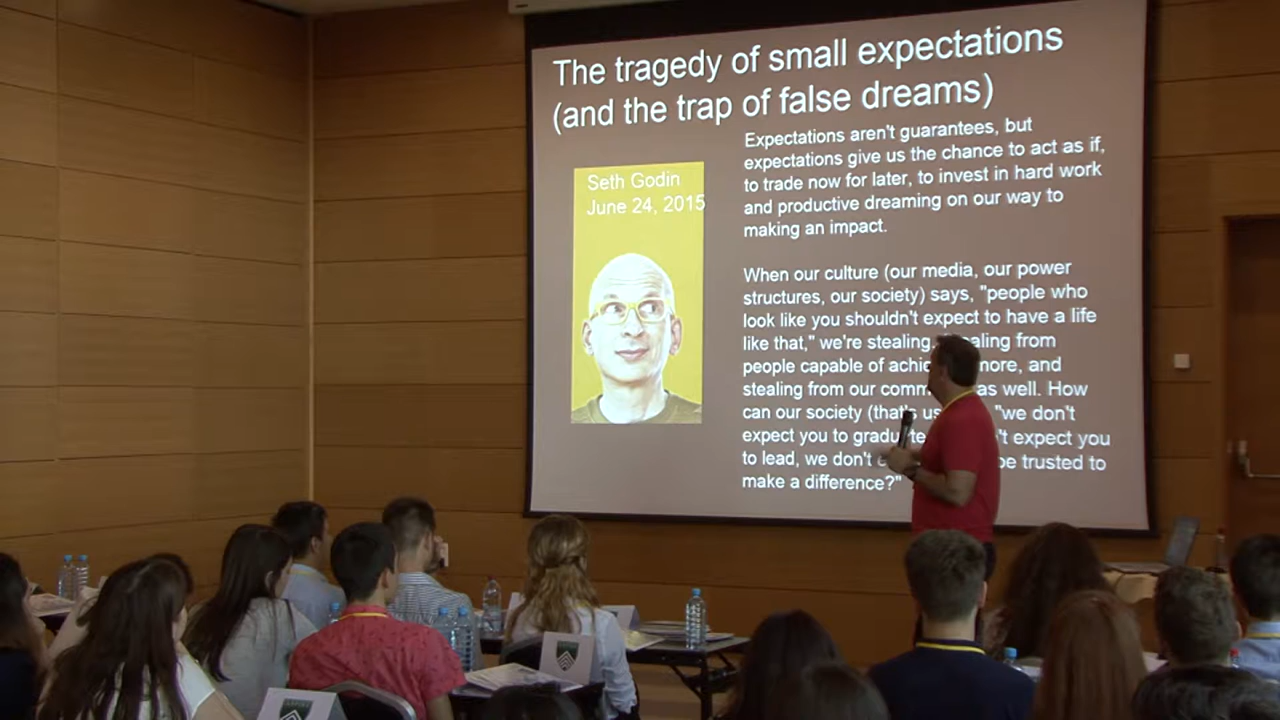 The tragedy of small expectations
(and the trap of false dreams)
Seth Godin
June 24, 2015
Expectations aren't guarantees, but
expectations give us the chance to act as if,
to trade now for later, to invest in hard work
and productive dreaming on our way to
making an impact.
When our culture (our media, our power
structures, our society) says, "people who
look like you shouldn't expect to have a life
like that," we're stealing. from
people capable of more, and
stealing from our as well. How
can our society (that's "we don't
expect you to expect you
to lead, we don't be trusted to
make a difference?"